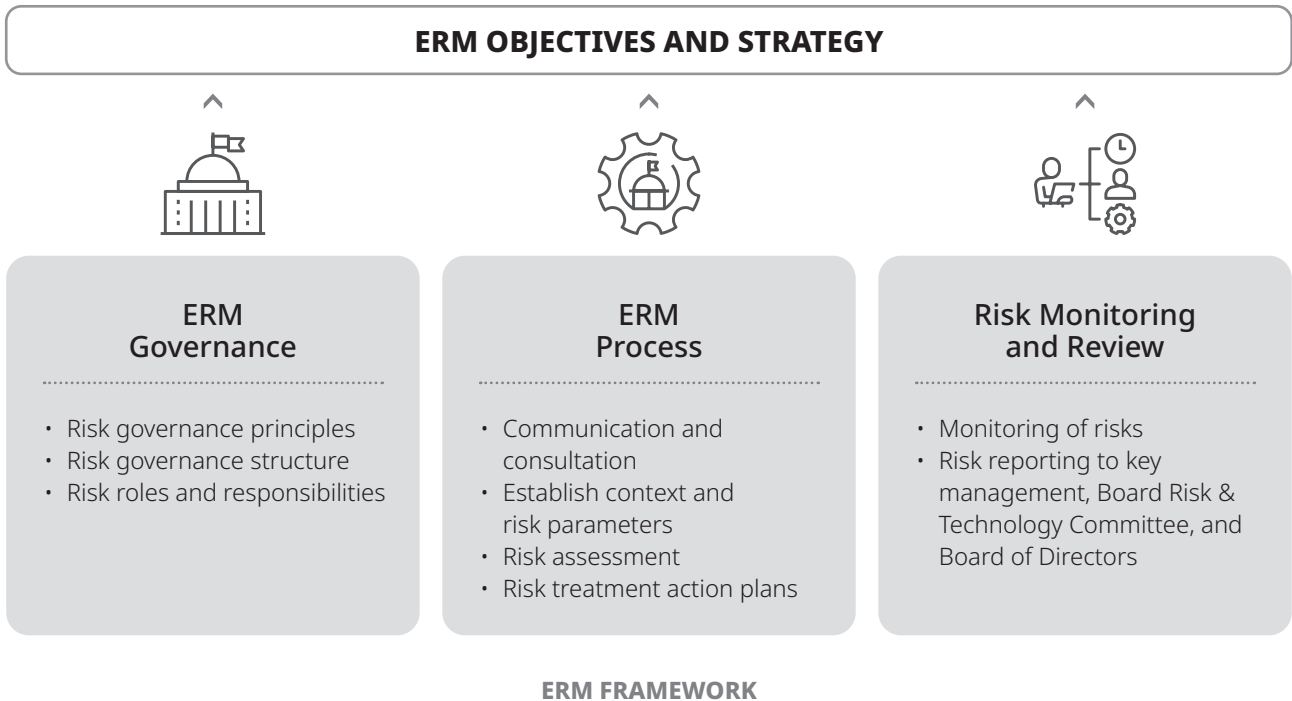 ERM OBJECTIVES AND STRATEGY
ERM
Governance
• Risk governance principles
• Risk governance structure
• Risk roles and responsibilities
ERM
Process
• Communication and
consultation
• Establish context and
risk parameters
• Risk assessment
• Risk treatment action plans
Risk Monitoring
and Review
• Monitoring of risks
• Risk reporting to key
management, Board Risk &
Technology Committee, and
Board of Directors
ERM FRAMEWORK